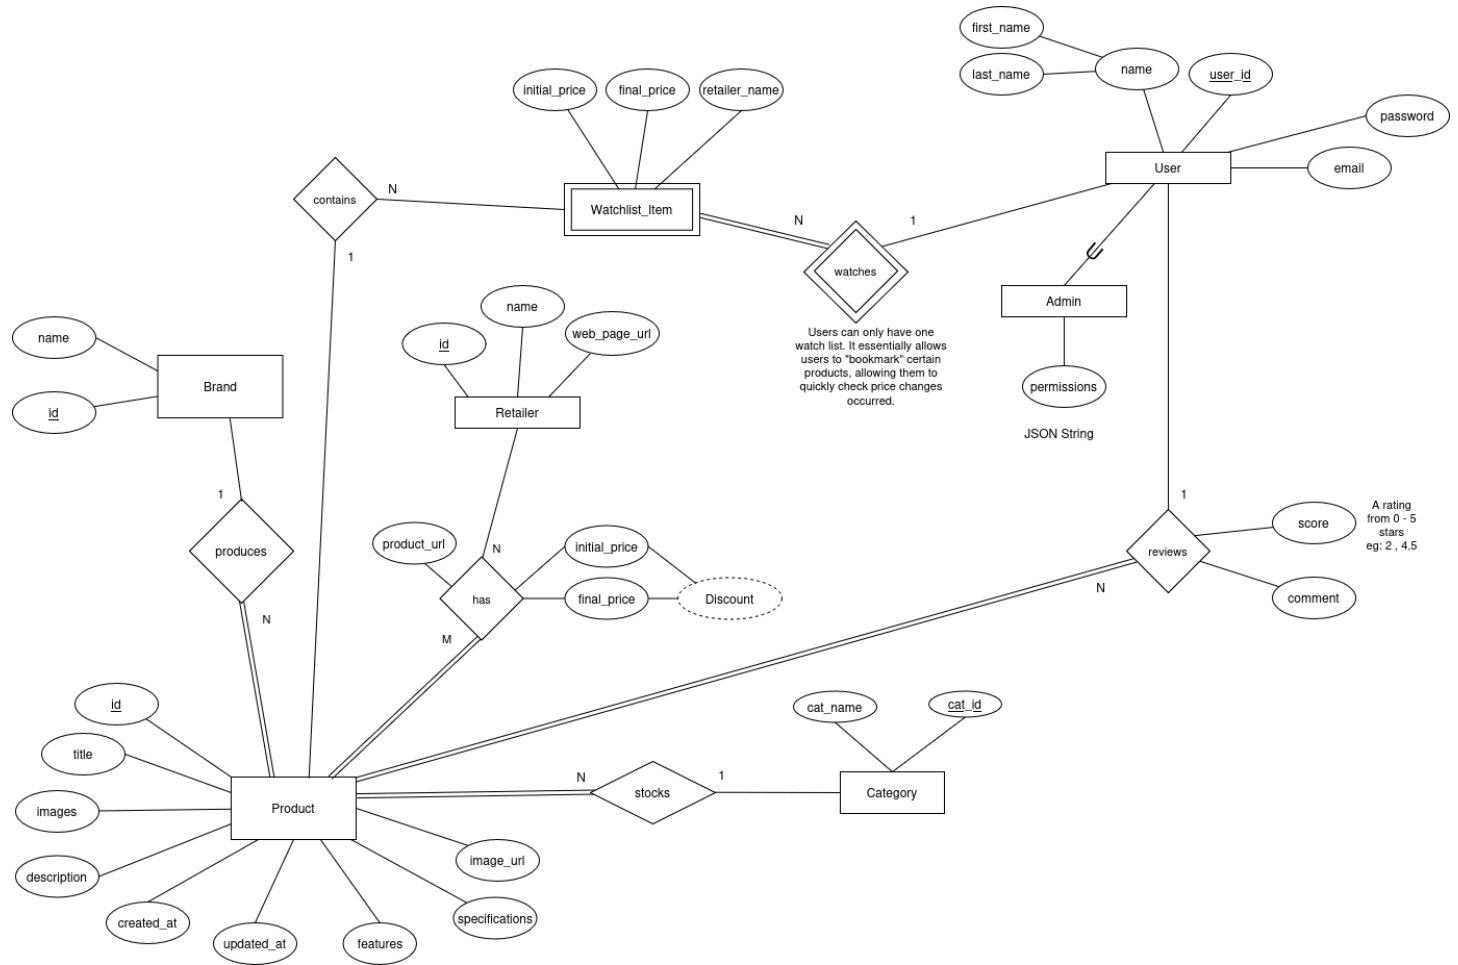 first_name
last_name
name
user_id
password
email
User
initial_price
final_price
retailer_name
Watchlist_Item
contains
N
1
N
1
watches
Users can only have one
watch list. It essentially allows
users to "bookmark" certain
products, allowing them to
quickly check price changes
occurred.
Admin
permissions
JSON String
name
id
Brand
id
name
web_page_url
Retailer
1
produces
N
product_url
N
has
M
initial_price
final_price
Discount
1
reviews
N
score
comment
A rating
from 0 - 5
stars
eg: 2 , 4.5
id
title
images
description
created_at
updated_at
features
specifications
image_url
Product
N
stocks
1
cat_name
cat_id
Category